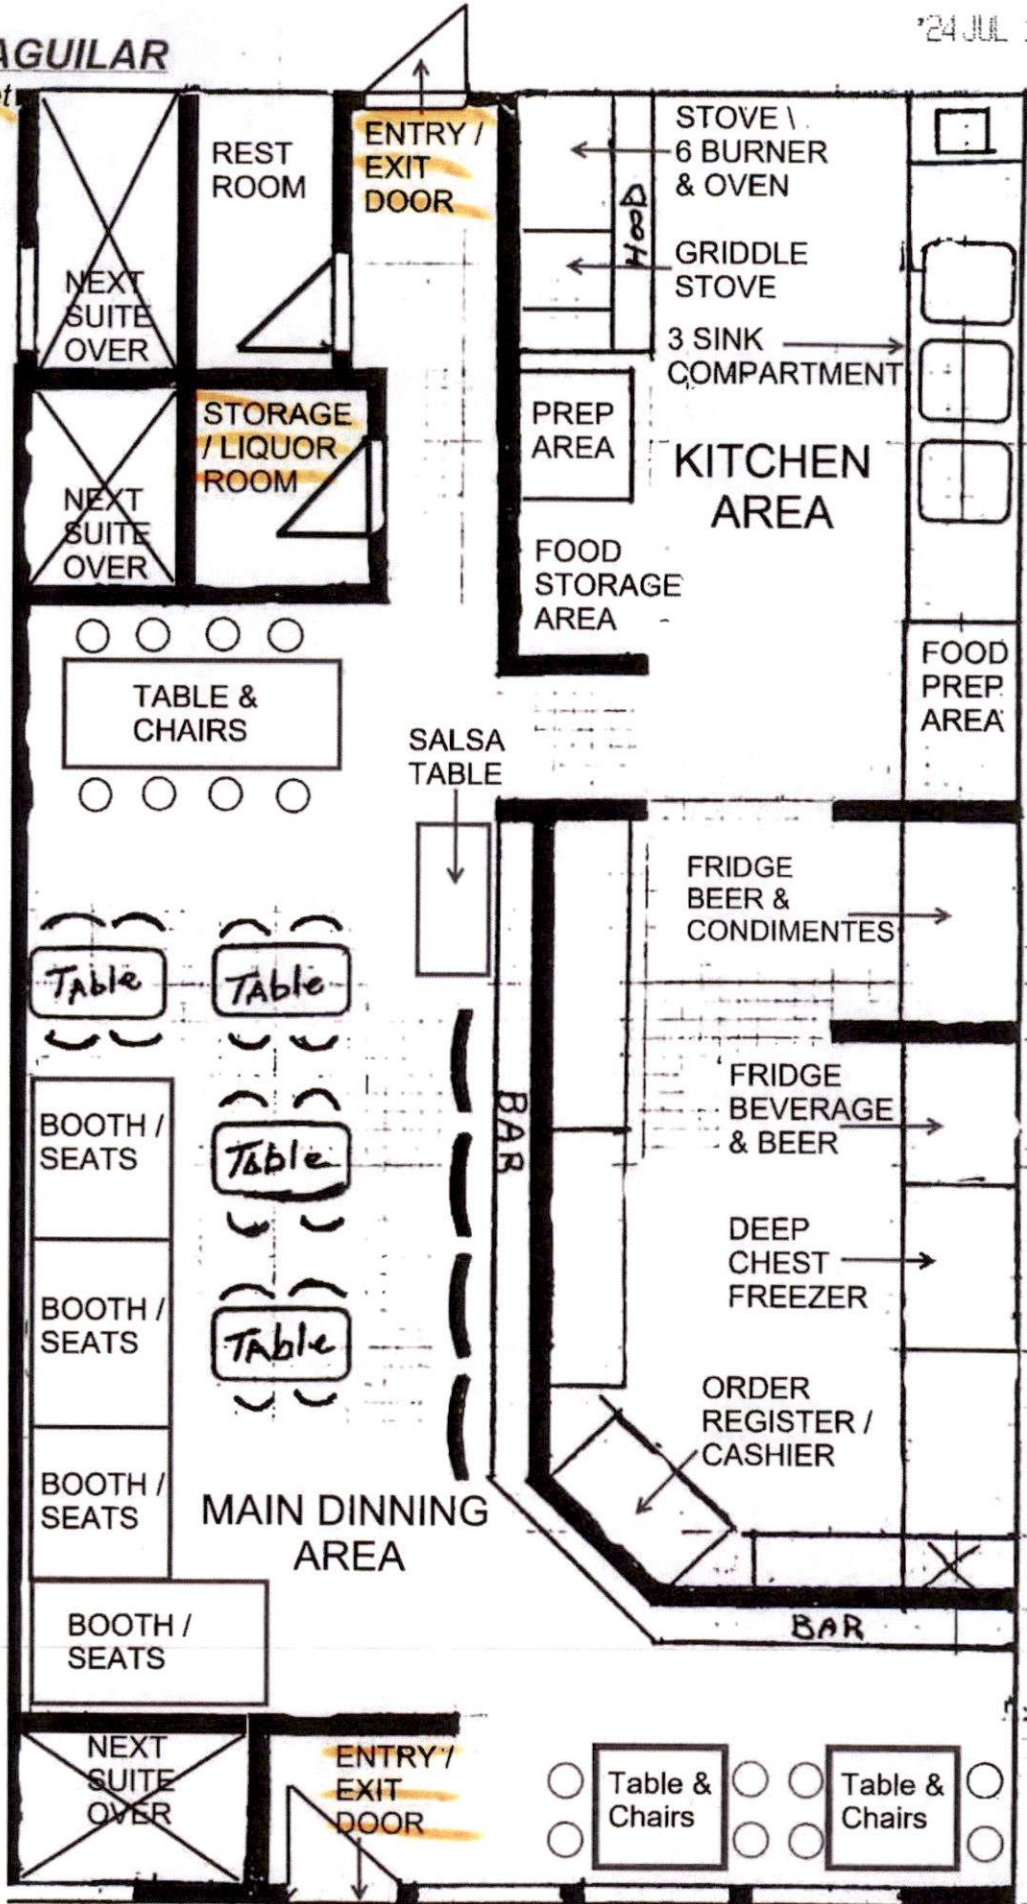 AGUILAR
'24 JUL
REST
ROOM
ENTRY /
EXIT
DOOR
STOVE \
6 BURNER
& OVEN
HOOD
GRIDDLE
STOVE
3 SINK
COMPARTMENT
NEXT
SUITE
OVER
STORAGE
/ LIQUOR
ROOM
PREP
AREA
KITCHEN
AREA
NEXT
SUITE
OVER
FOOD
STORAGE
AREA
FOOD
PREP
AREA
TABLE &
CHAIRS
SALSA
TABLE
FRIDGE
BEER &
CONDIMENTES
TAble
TAble
BAR
FRIDGE
BEVERAGE
& BEER
BOOTH /
SEATS
TAble
DEEP
CHEST
FREEZER
BOOTH /
SEATS
TAble
ORDER
REGISTER /
CASHIER
BOOTH /
SEATS
MAIN DINNING
AREA
BOOTH /
SEATS
BAR
NEXT
SUITE
OVER
ENTRY /
EXIT
DOOR
Table &
Chairs
Table &
Chairs